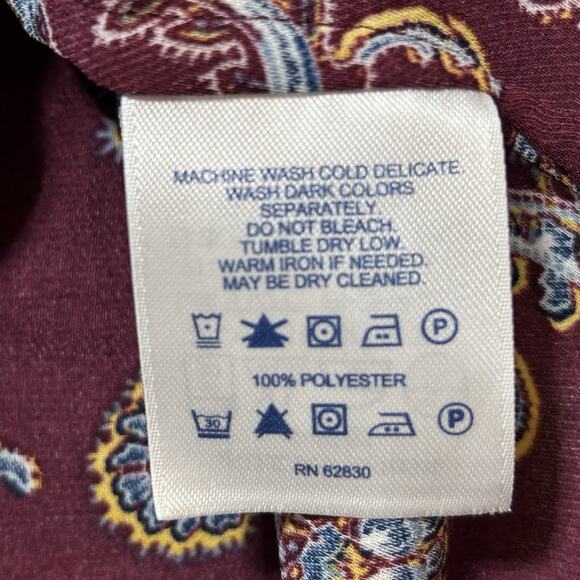 MACHINE WASH COLD DELICATE.
WASH DARK COLORS
SEPARATELY.
DO NOT BLEACH.
TUMBLE DRY LOW.
WARM IRON IF NEEDED.
MAY BE DRY CLEANED.
P
100% POLYESTER
30 P
RN 62830